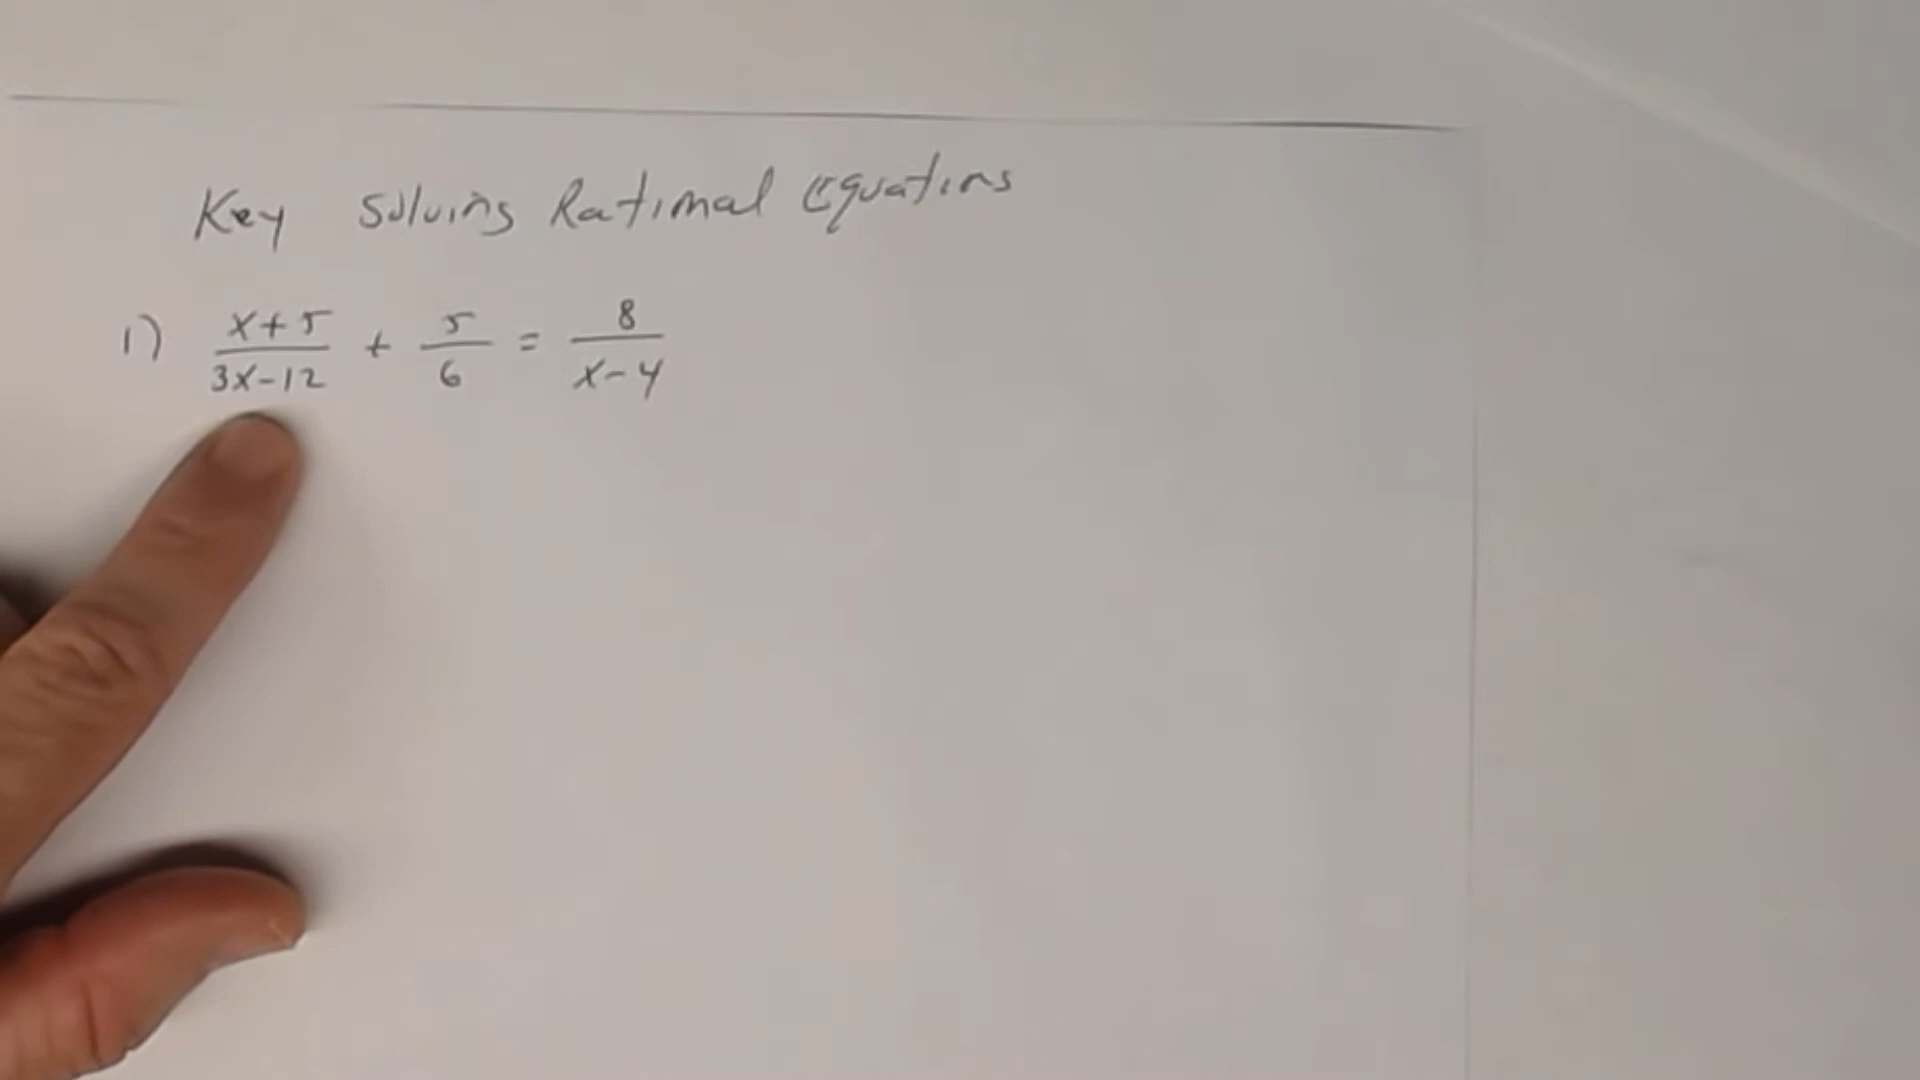 Key Solving Rational Equations
1) x+5/3x-12 + 5/6 = 8/x-4